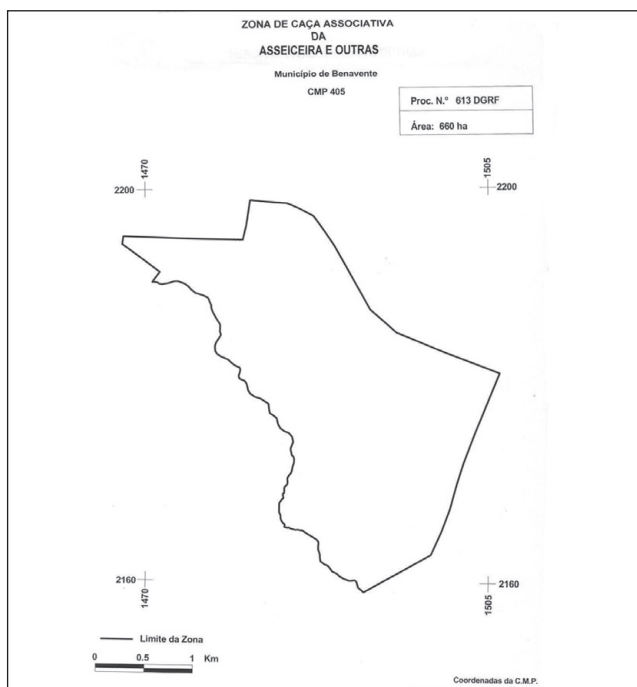 ZONA DE CAÇA ASSOCIATIVA
DA
ASSEICEIRA E OUTRAS
Município de Benavente
CMP 405
Proc. N.º 613 DGRF
Área: 660 ha
1470
1505
2200
2200
2160
2160
1470
1505
Limite da Zona
0 0.5 1 Km
Coordenadas da C.M.P.